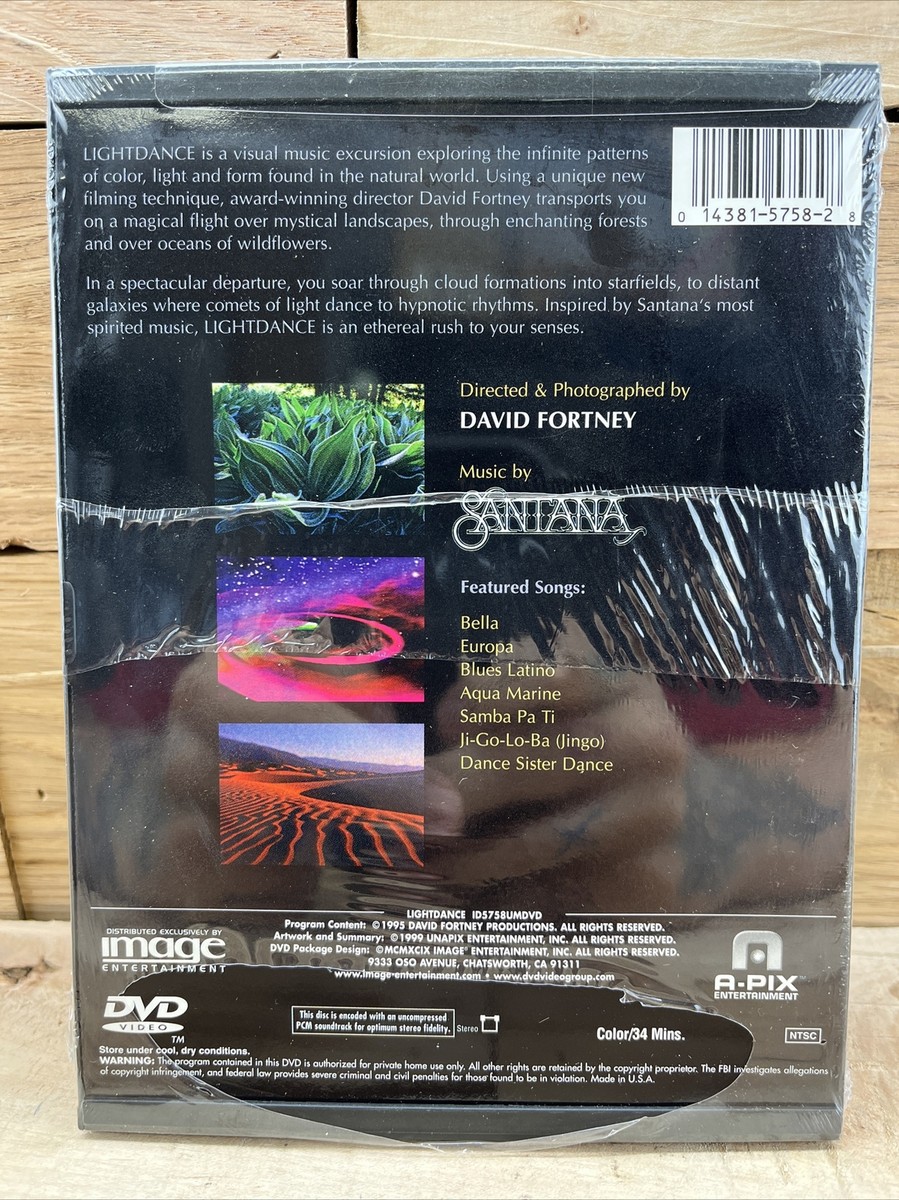 LIGHTDANCE is a visual music excursion exploring the infinite patterns
of color, light and form found in the natural world. Using a unique new
filming technique, award-winning director David Fortney transports you
on a magical flight over mystical landscapes, through enchanting forests
and over oceans of wildflowers.
0 14381-5758-2 8
In a spectacular departure, you soar through cloud formations into starfields, to distant
galaxies where comets of light dance to hypnotic rhythms. Inspired by Santana's most
spirited music, LIGHTDANCE is an ethereal rush to your senses.
Directed & Photographed by
DAVID FORTNEY
Music by
SANTANA
Featured Songs:
Bella
Europa
Blues Latino
Aqua Marine
Samba Pa Ti
Ji-Go-Lo-Ba (Jingo)
Dance Sister Dance
DISTRIBUTED EXCLUSIVELY BY
image
ENTERTAINMENT
LIGHTDANCE ID5758UMDVD
Program Content: ©1995 DAVID FORTNEY PRODUCTIONS. ALL RIGHTS RESERVED.
Artwork and Summary: ©1999 UNAPIX ENTERTAINMENT, INC. ALL RIGHTS RESERVED.
DVD Package Design: ©MCMXCIX IMAGE® ENTERTAINMENT, INC. ALL RIGHTS RESERVED.
9333 OSO AVENUE, CHATSWORTH, CA 91311
www.image-entertainment.com • www.dvdvideogroup.com
A-PIX™
ENTERTAINMENT
DVD
VIDEO
TM
This disc is encoded with an uncompressed
PCM soundtrack for optimum stereo fidelity.
Stereo
Color/34 Mins.
NTSC
Store under cool, dry conditions.
WARNING: The program contained in this DVD is authorized for private home use only. All other rights are retained by the copyright proprietor. The FBI investigates allegations
of copyright infringement, and federal law provides severe criminal and civil penalties for those found to be in violation. Made in U.S.A.